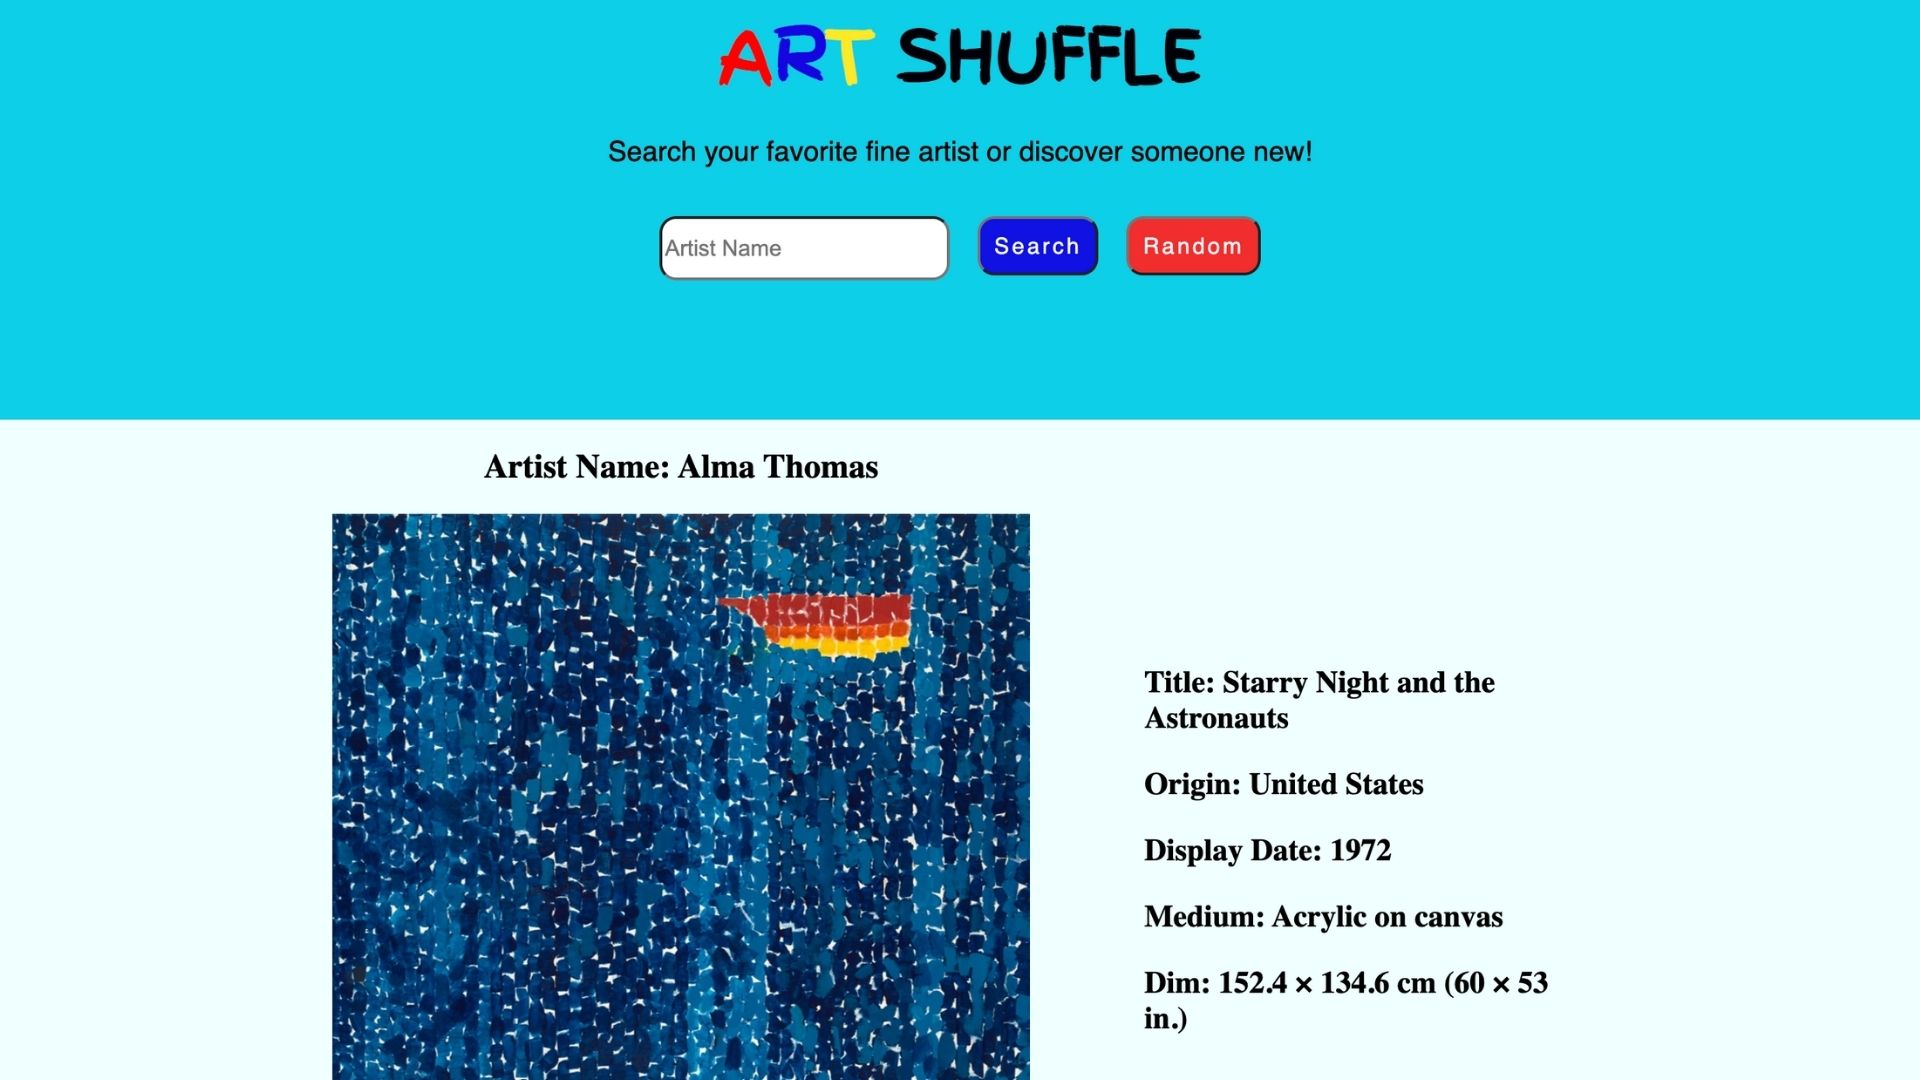 ART SHUFFLE
Search your favorite fine artist or discover someone new!
Artist Name
Search
Random
Artist Name: Alma Thomas
Title: Starry Night and the
Astronauts
Origin: United States
Display Date: 1972
Medium: Acrylic on canvas
Dim: 152.4 × 134.6 cm (60 × 53
in.)